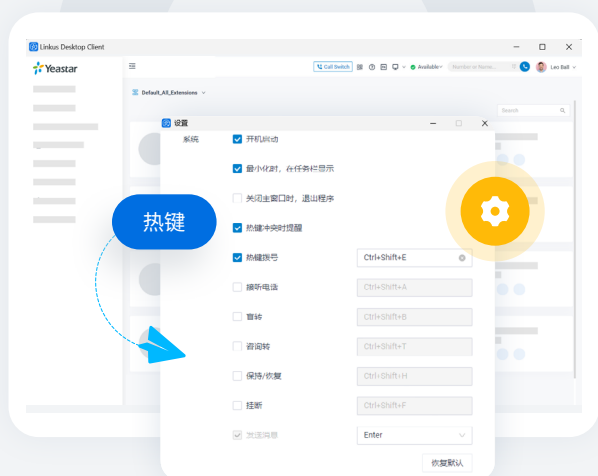 Linkus Desktop Client
Yeastar
Call Switch
Available
Number or Name...
Leo Ball
Default_All_Extensions
Search
设置
系统
开机启动
最小化时，在任务栏显示
关闭主窗口时，退出程序
热键
热键冲突时提醒
热键拨号
Ctrl+Shift+E
接听电话
Ctrl+Shift+A
盲转
Ctrl+Shift+B
咨询转
Ctrl+Shift+T
保持/恢复
Ctrl+Shift+H
挂断
Ctrl+Shift+F
发送消息
Enter
恢复默认